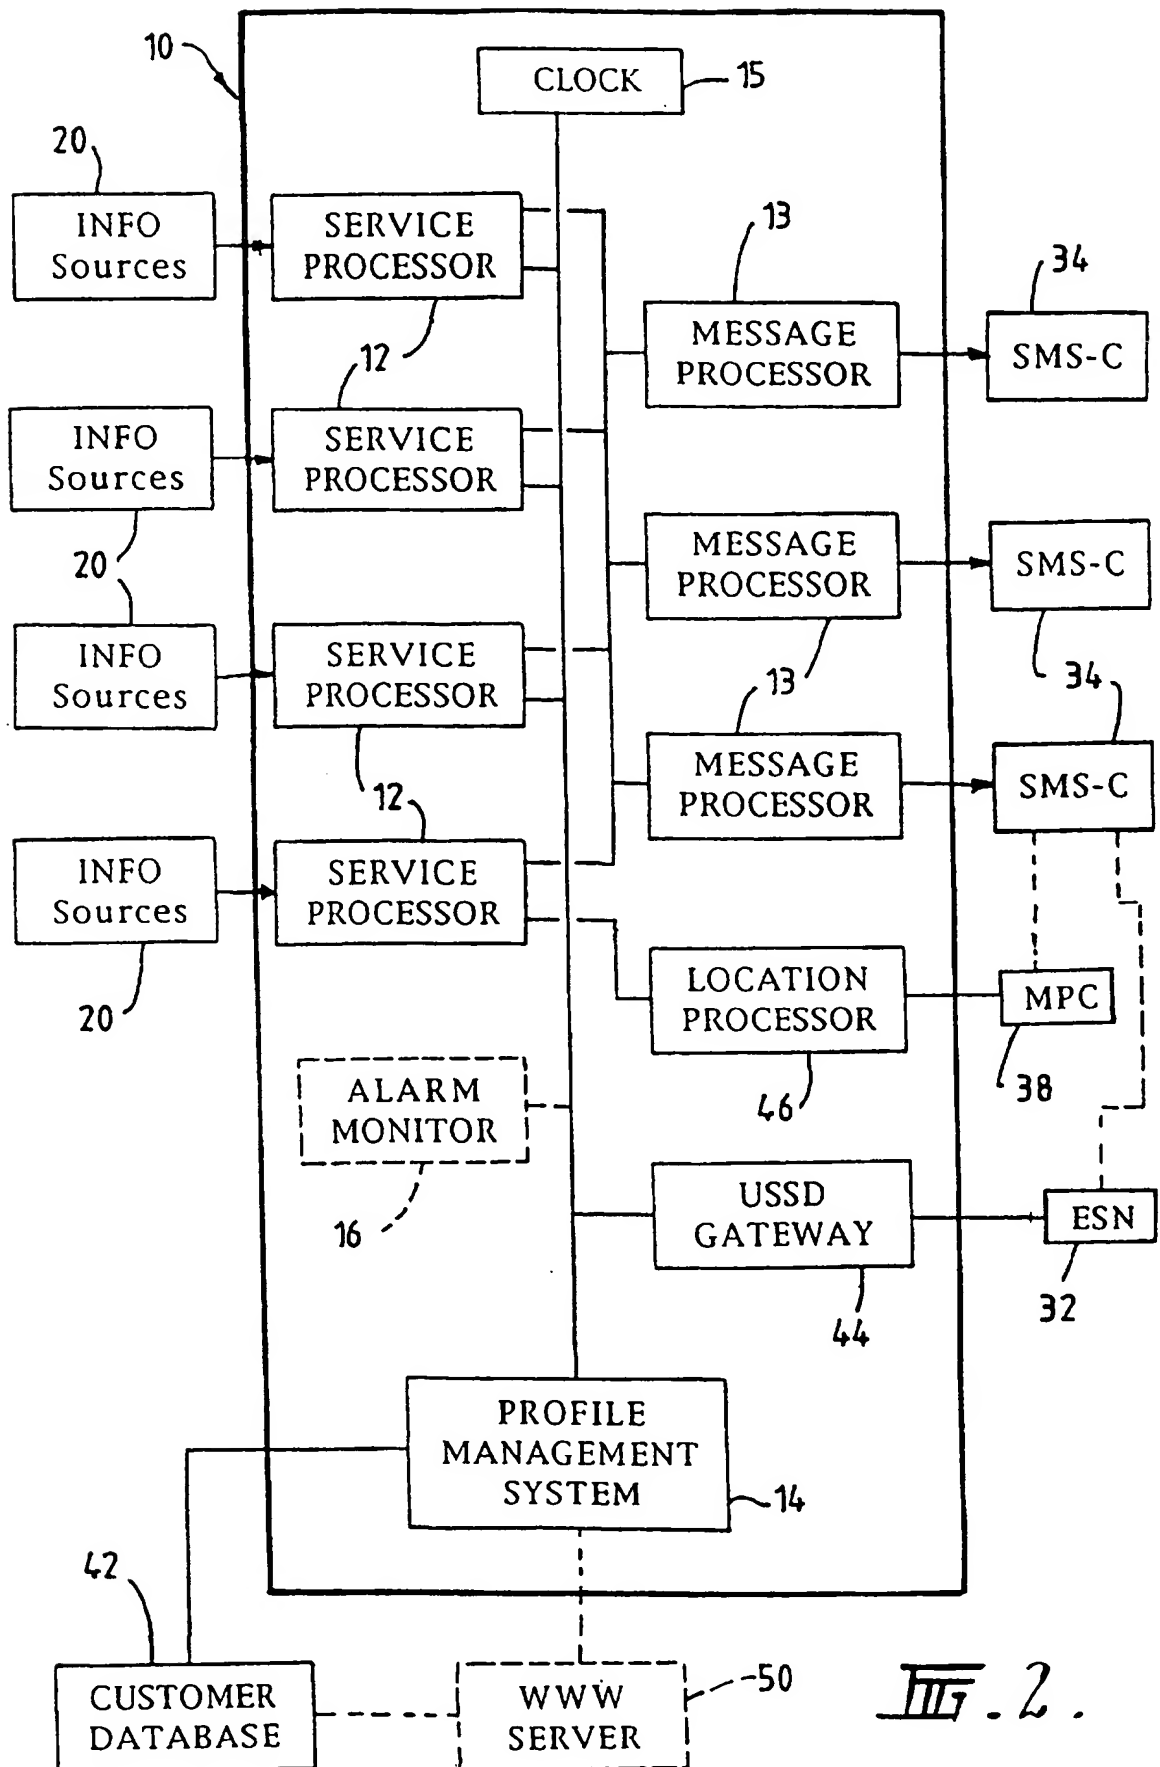 10
CLOCK
15
20
INFO
Sources
SERVICE
PROCESSOR
13
34
MESSAGE
PROCESSOR
SMS-C
12
INFO
Sources
SERVICE
PROCESSOR
20
MESSAGE
PROCESSOR
SMS-C
INFO
Sources
SERVICE
PROCESSOR
13
34
MESSAGE
PROCESSOR
SMS-C
12
INFO
Sources
SERVICE
PROCESSOR
20
LOCATION
PROCESSOR
MPC
38
46
ALARM
MONITOR
16
USSD
GATEWAY
ESN
32
44
PROFILE
MANAGEMENT
SYSTEM
14
42
CUSTOMER
DATABASE
WWW
SERVER
50
FIG. 2.